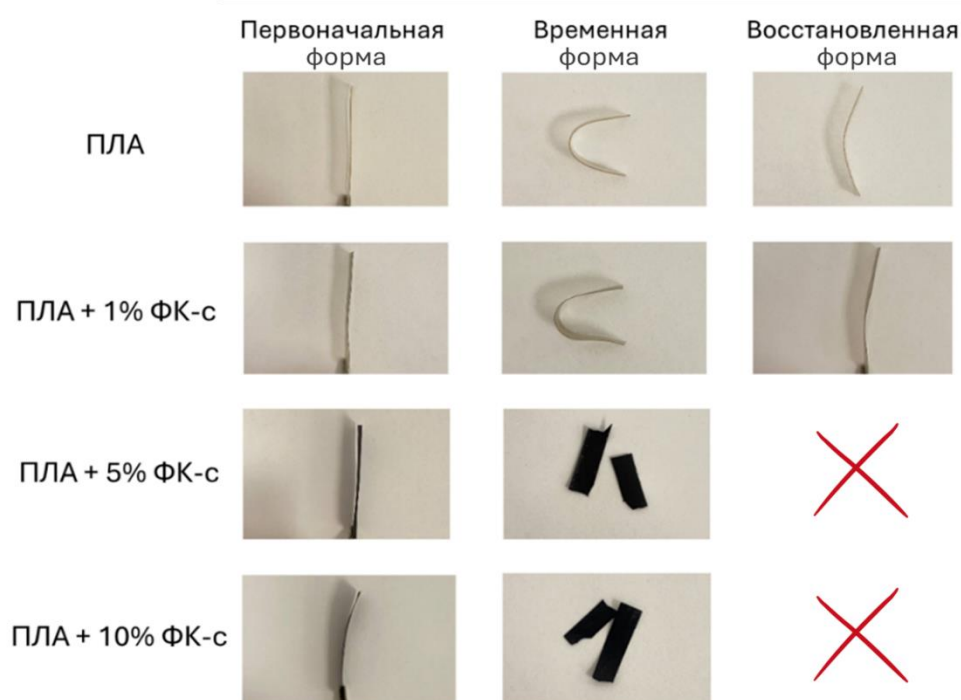 Первоначальная
форма
Временная
форма
Восстановленная
форма
ПЛА
ПЛА + 1% ФК-с
ПЛА + 5% ФК-с
ПЛА + 10% ФК-с